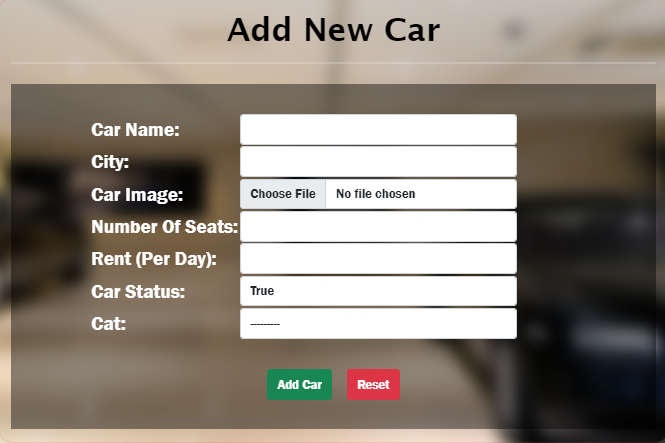 Add New Car
Car Name:
City:
Car Image: Choose File No file chosen
Number Of Seats:
Rent (Per Day):
Car Status: True
Cat: ---------
Add Car Reset